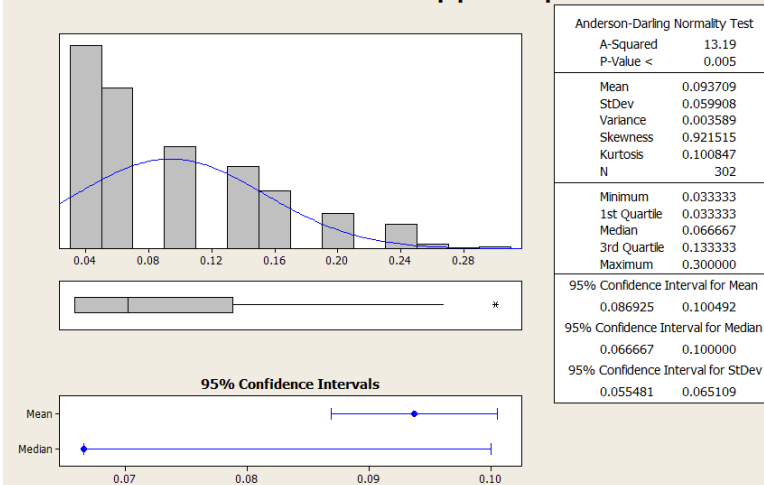 Anderson-Darling Normality Test
A-Squared 13.19
P-Value < 0.005
Mean 0.093709
StDev 0.059908
Variance 0.003589
Skewness 0.921515
Kurtosis 0.100847
N 302
Minimum 0.033333
1st Quartile 0.033333
Median 0.066667
3rd Quartile 0.133333
Maximum 0.300000
95% Confidence Interval for Mean
0.086925 0.100492
95% Confidence Interval for Median
0.066667 0.100000
95% Confidence Interval for StDev
0.055481 0.065109
0.04 0.08 0.12 0.16 0.20 0.24 0.28
95% Confidence Intervals
Mean
Median
0.07 0.08 0.09 0.10